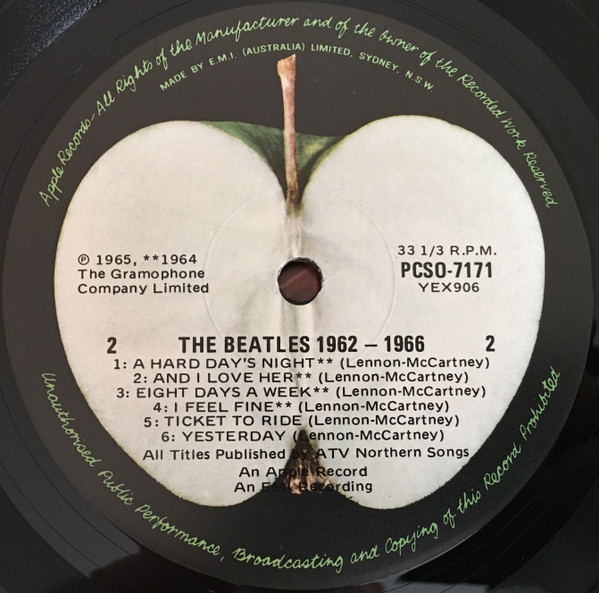 Apple Records-All Rights of the Manufacturer and of the Owner of the Recorded Work Reserved
MADE BY E.M.I. (AUSTRALIA) LIMITED, SYDNEY, N.S.W
℗ 1965, **1964
The Gramophone
Company Limited
33 1/3 R.P.M.
PCSO-7171
YEX906
2 THE BEATLES 1962 – 1966 2
1: A HARD DAY'S NIGHT** (Lennon-McCartney)
2: AND I LOVE HER** (Lennon-McCartney)
3: EIGHT DAYS A WEEK** (Lennon-McCartney)
4: I FEEL FINE** (Lennon-McCartney)
5: TICKET TO RIDE (Lennon-McCartney)
6: YESTERDAY (Lennon-McCartney)
All Titles Published by ATV Northern Songs
An Apple Record
An EMI Recording
Unauthorised Public Performance, Broadcasting and Copying of this Record Prohibited